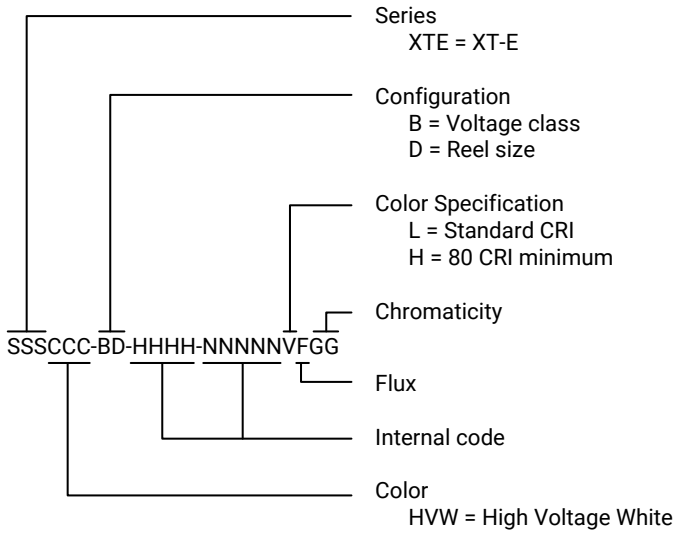 Series
XTE = XT-E
Configuration
B = Voltage class
D = Reel size
Color Specification
L = Standard CRI
H = 80 CRI minimum
Chromaticity
SSSCCC-BD-HHHH-NNNNNVFGG
Flux
Internal code
Color
HVW = High Voltage White